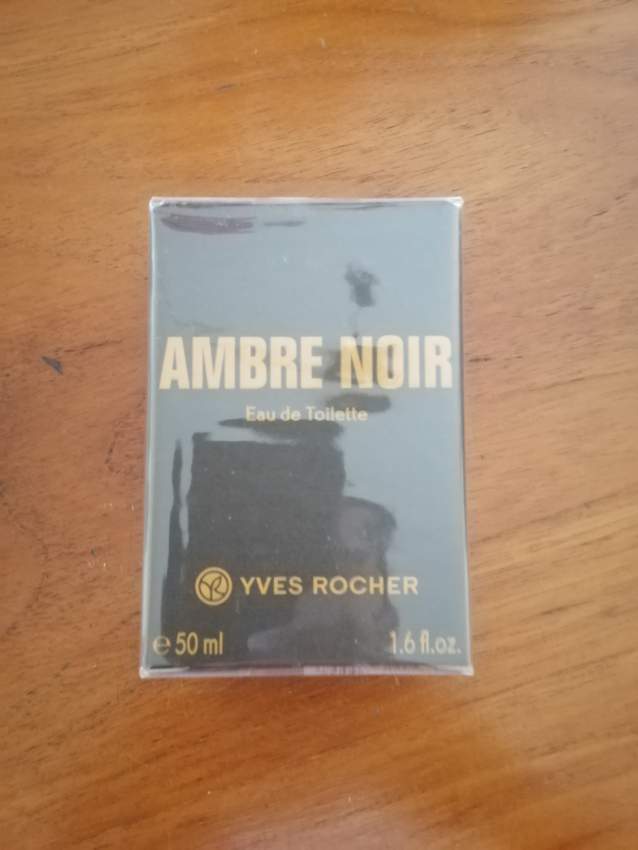 AMBRE NOIR
Eau de Toilette
YVES ROCHER
℮ 50 ml 1.6 fl.oz.